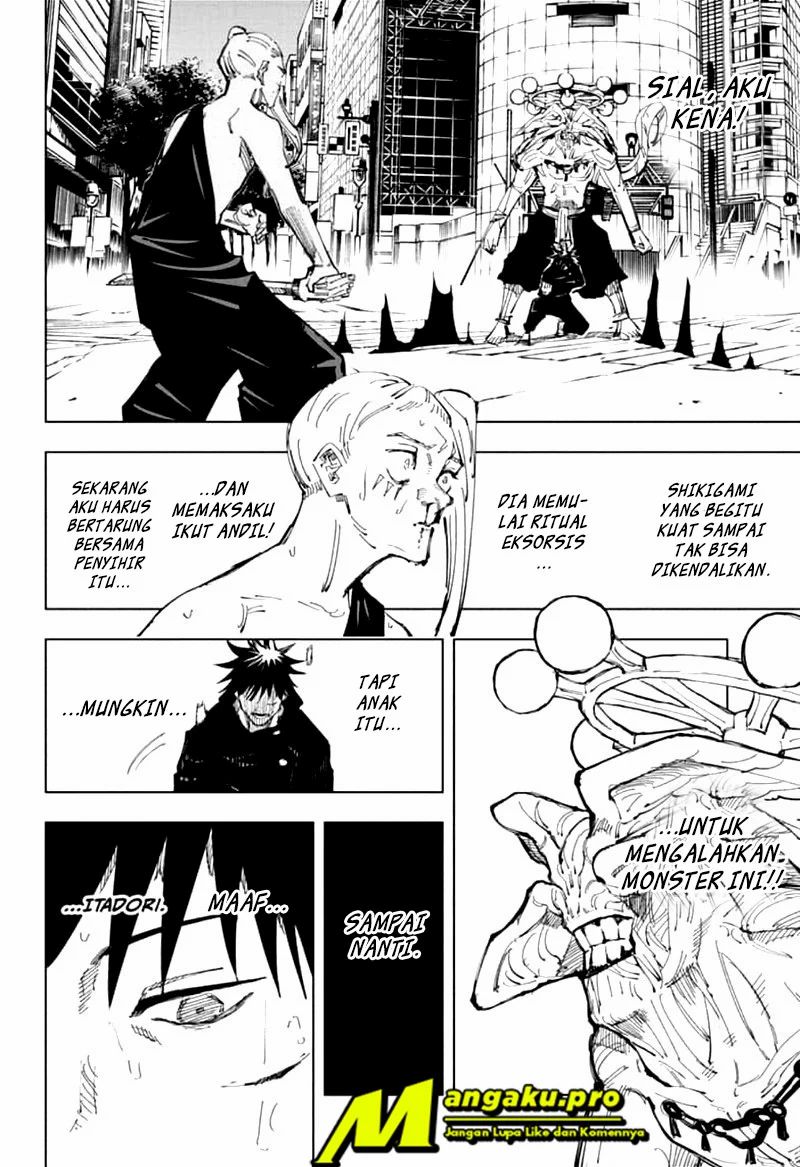 SIAL, AKU
KENA!
SHIKIGAMI
YANG BEGITU
KUAT SAMPAI
TAK BISA
DIKENDALIKAN.
DIA MEMU-
LAI RITUAL
EKSORSIS
...
...DAN
MEMAKSAKU
IKUT ANDIL!
SEKARANG
AKU HARUS
BERTARUNG
BERSAMA
PENYIHIR
ITU...
...UNTUK
MENGALAHKAN
MONSTER INI!!
TAPI
ANAK
ITU...
...MUNGKIN...
SAMPAI
NANTI.
MAAF...
...ITADORI.
Mangaku.pro
Jangan Lupa Like dan Komennya